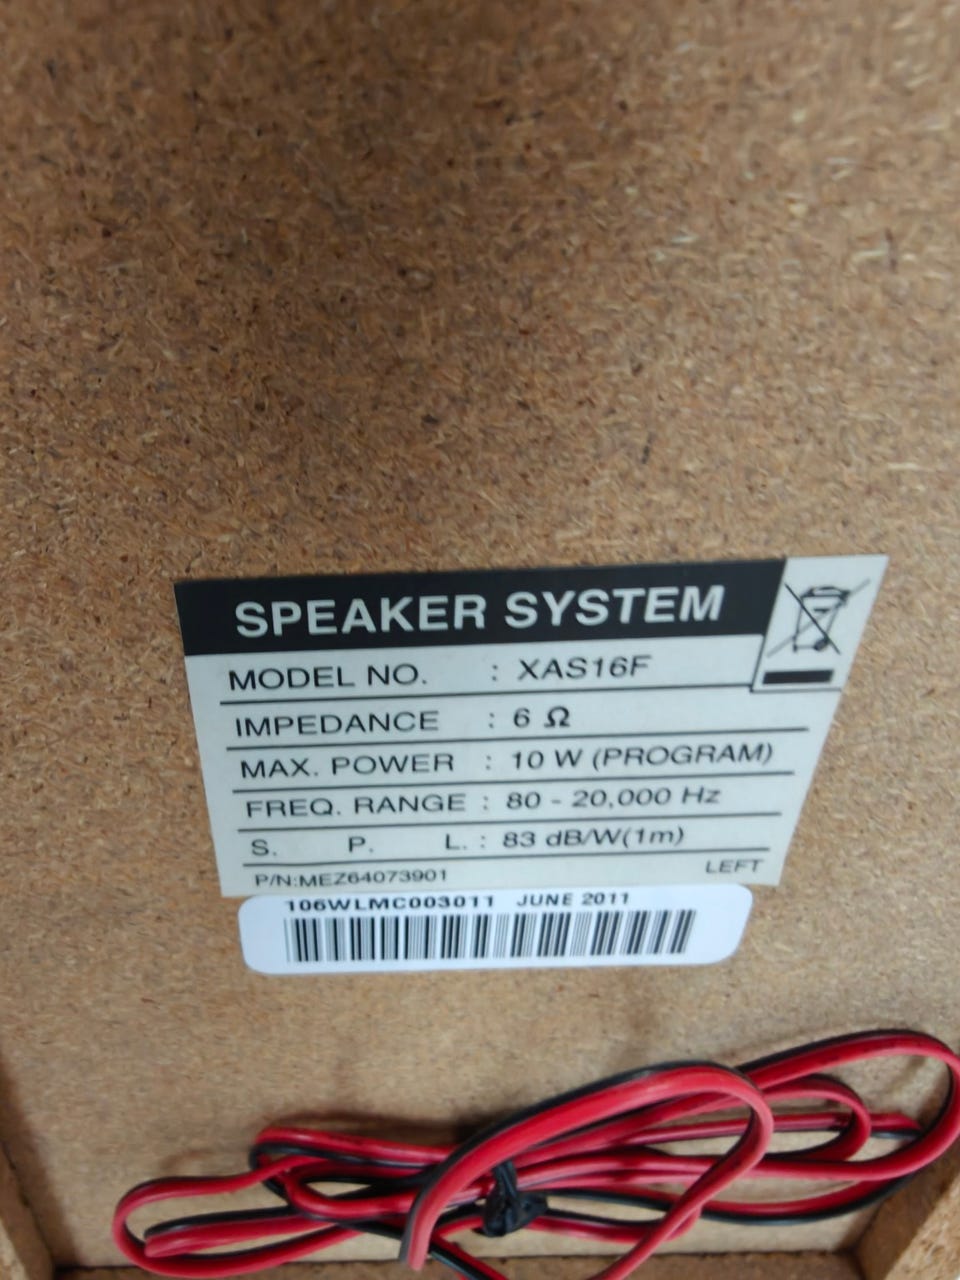 SPEAKER SYSTEM
MODEL NO. : XAS16F
IMPEDANCE : 6 Ω
MAX. POWER : 10 W (PROGRAM)
FREQ. RANGE : 80 - 20,000 Hz
S. P. L. : 83 dB/W(1m)
P/N:MEZ64073901 LEFT
106WLMC003011 JUNE 2011